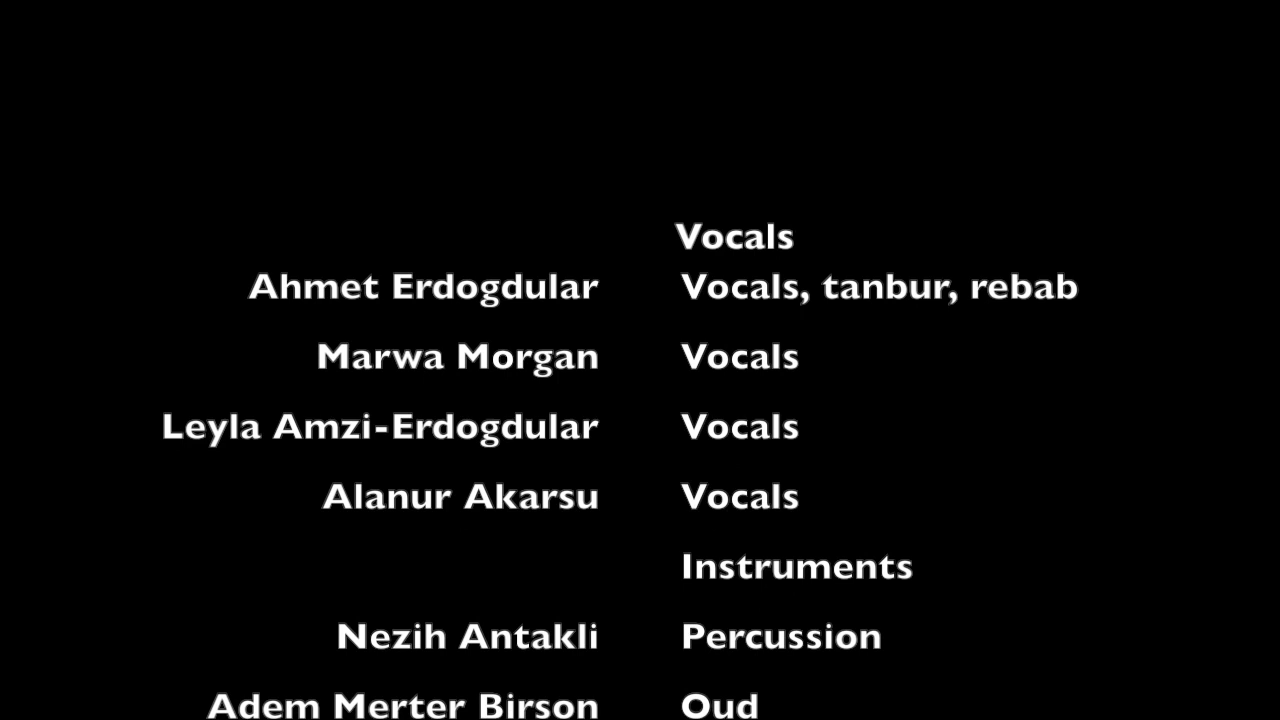 Vocals
Ahmet Erdogdular Vocals, tanbur, rebab
Marwa Morgan Vocals
Leyla Amzi-Erdogdular Vocals
Alanur Akarsu Vocals
Instruments
Nezih Antakli Percussion
Adem Merter Birson Oud